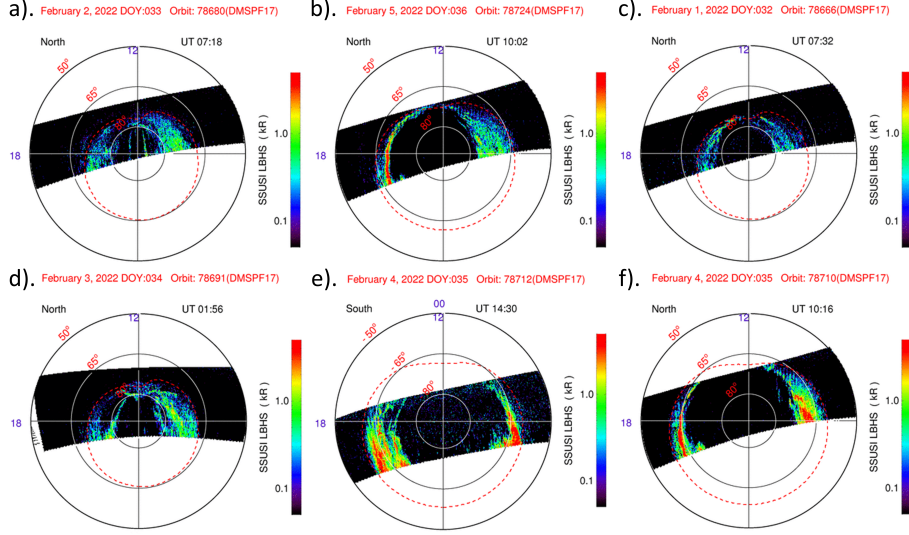 a).
February 2, 2022 DOY:033 Orbit: 78680(DMSPF17)
North
UT 07:18
12
50°
65°
80°
18
1.0
0.1
SSUSI LBHS ( kR )
b).
February 5, 2022 DOY:036 Orbit: 78724(DMSPF17)
North
UT 10:02
12
50°
65°
80°
1.0
0.1
SSUSI LBHS ( kR )
c).
February 1, 2022 DOY:032 Orbit: 78666(DMSPF17)
North
UT 07:32
12
50°
65°
80°
18
1.0
0.1
SSUSI LBHS ( kR )
d).
February 3, 2022 DOY:034 Orbit: 78691(DMSPF17)
North
UT 01:56
12
50°
65°
18
1.0
0.1
SSUSI LBHS ( kR )
e).
February 4, 2022 DOY:035 Orbit: 78712(DMSPF17)
00
South
UT 14:30
12
- 50°
- 65°
- 80°
1.0
0.1
SSUSI LBHS ( kR )
f).
February 4, 2022 DOY:035 Orbit: 78710(DMSPF17)
North
UT 10:16
12
50°
65°
80°
18
1.0
0.1
SSUSI LBHS ( kR )